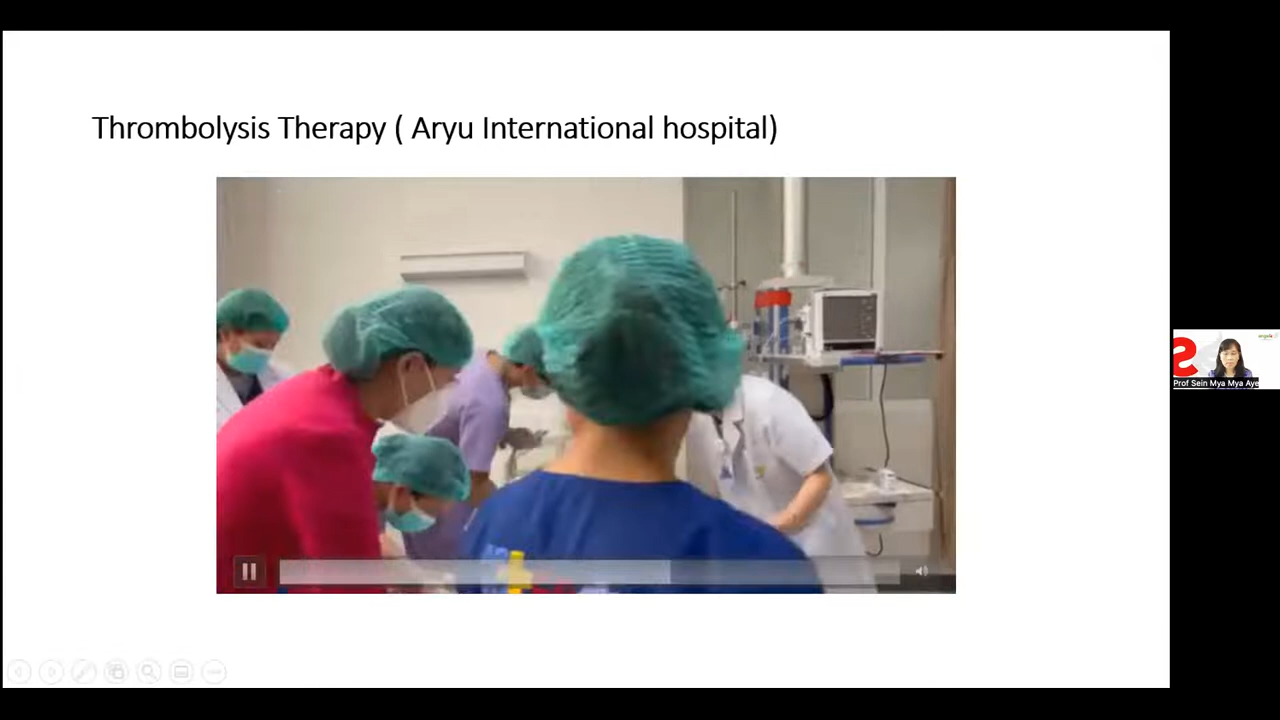 Thrombolysis Therapy ( Aryu International hospital)
Prof Sein Mya Mya Aye